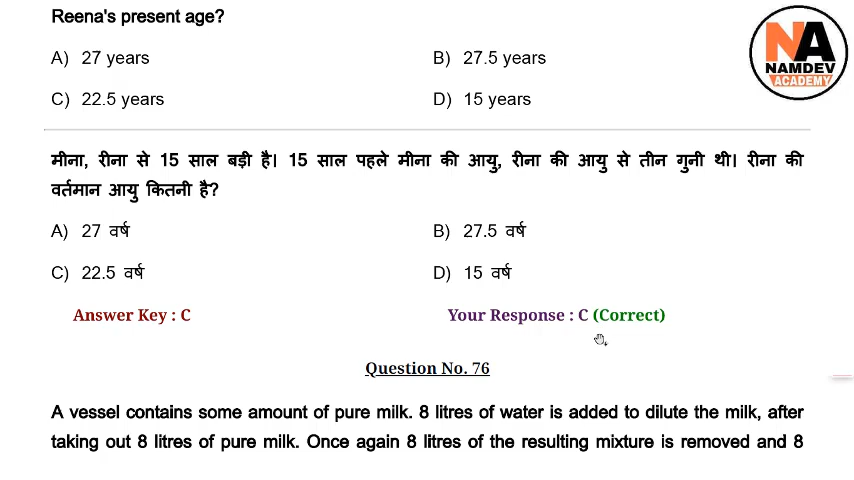 Reena's present age?
NA
NAMDEV
ACADEMY
A) 27 years
B) 27.5 years
C) 22.5 years
D) 15 years
मीना, रीना से 15 साल बड़ी है। 15 साल पहले मीना की आयु, रीना की आयु से तीन गुनी थी। रीना की
वर्तमान आयु कितनी है?
A) 27 वर्ष
B) 27.5 वर्ष
C) 22.5 वर्ष
D) 15 वर्ष
Answer Key : C
Your Response : C (Correct)
Question No. 76
A vessel contains some amount of pure milk. 8 litres of water is added to dilute the milk, after
taking out 8 litres of pure milk. Once again 8 litres of the resulting mixture is removed and 8